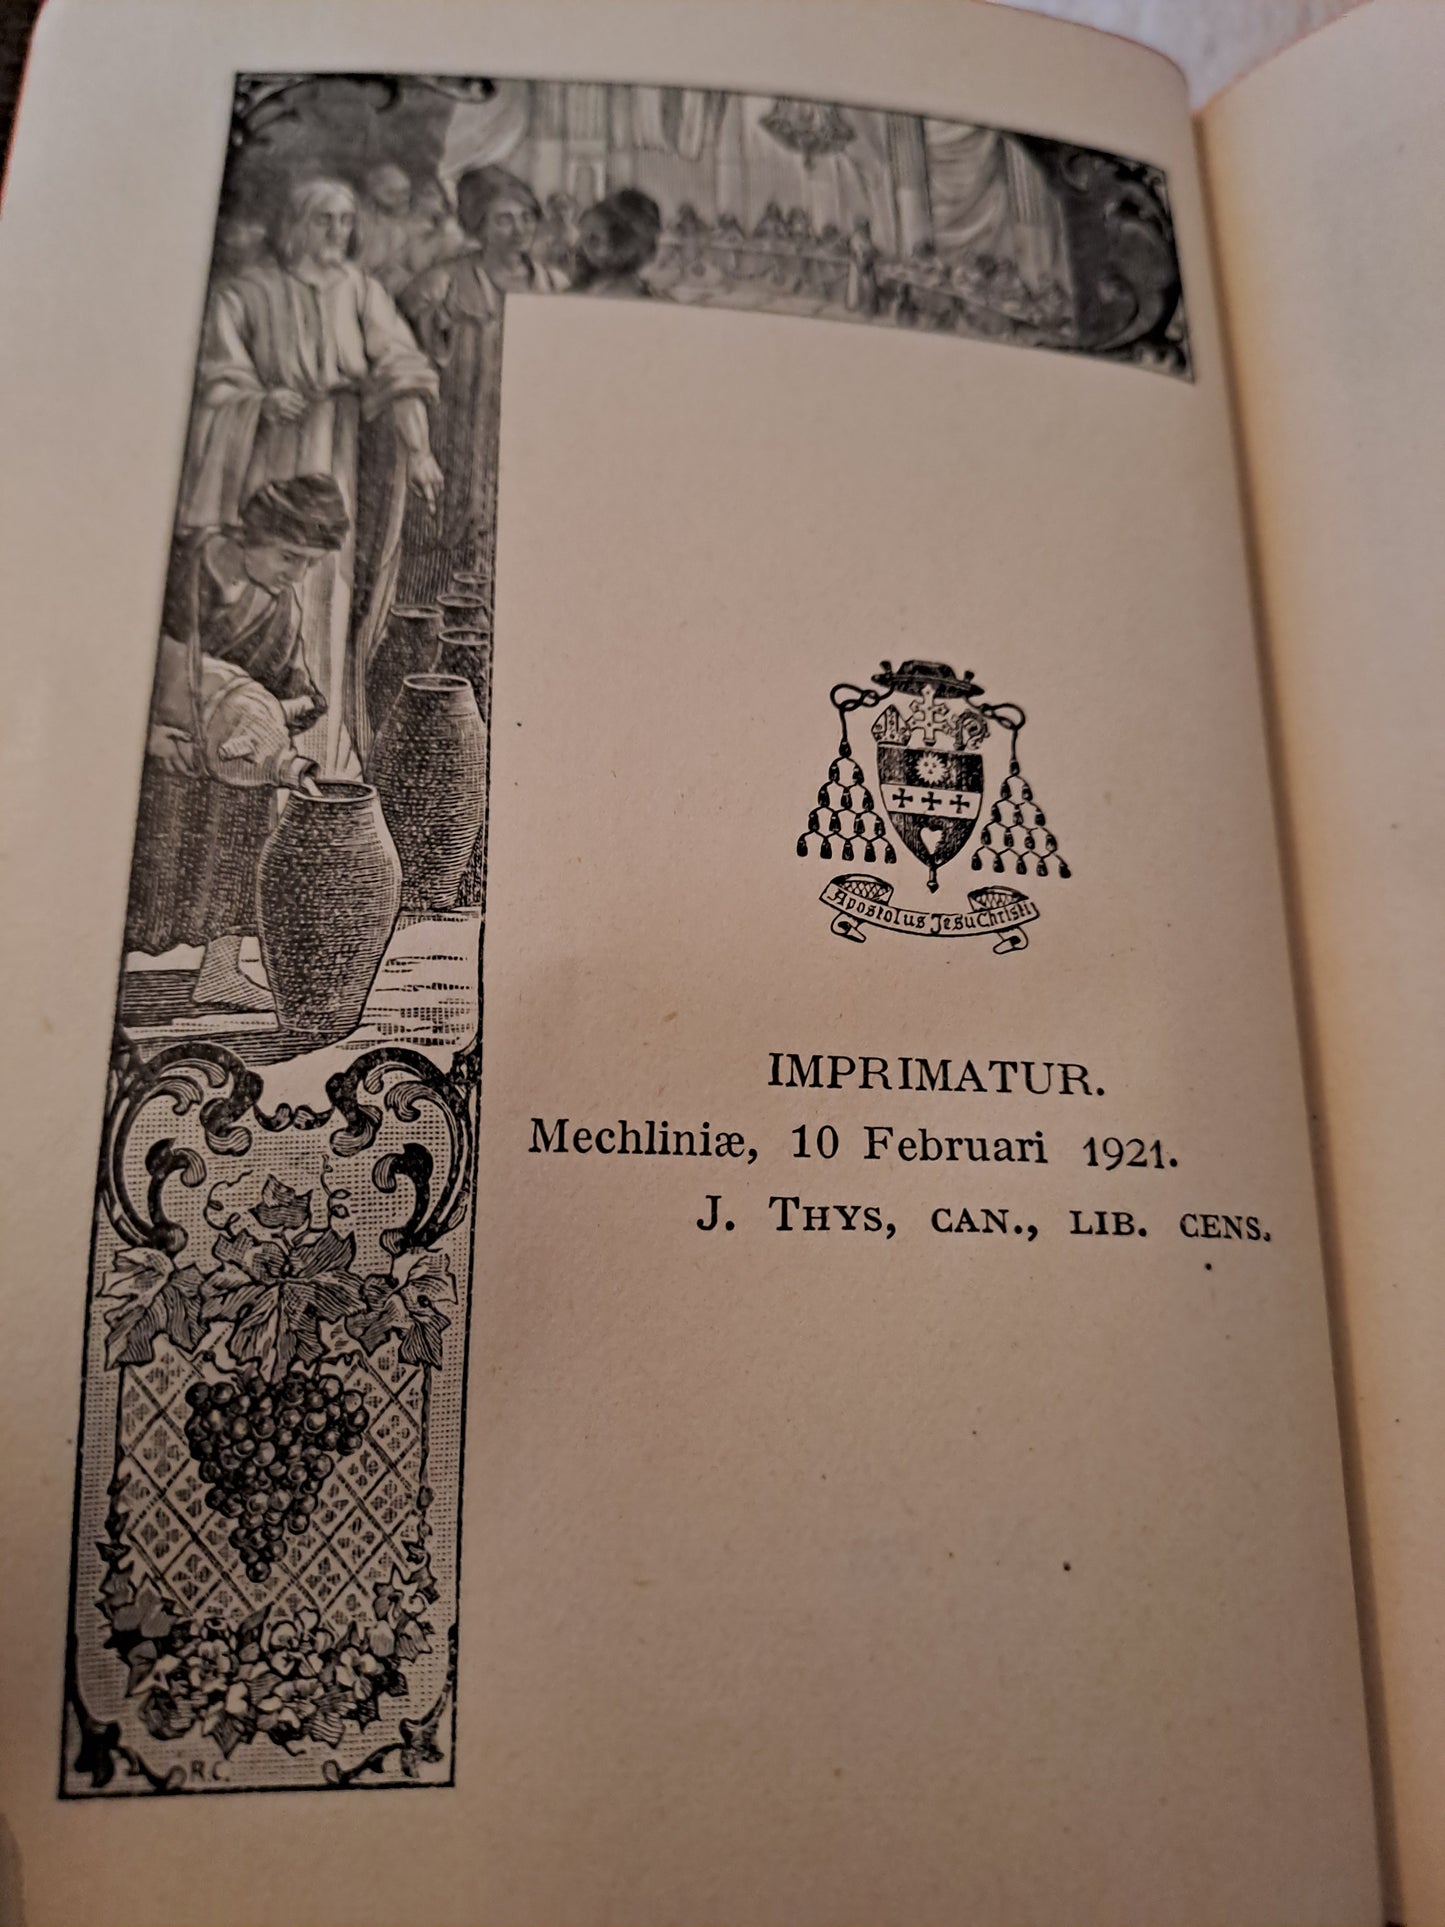 Apostolus Jesu Christi
IMPRIMATUR.
Mechliniæ, 10 Februari 1921.
J. THYS, CAN., LIB. CENS.
R.C.